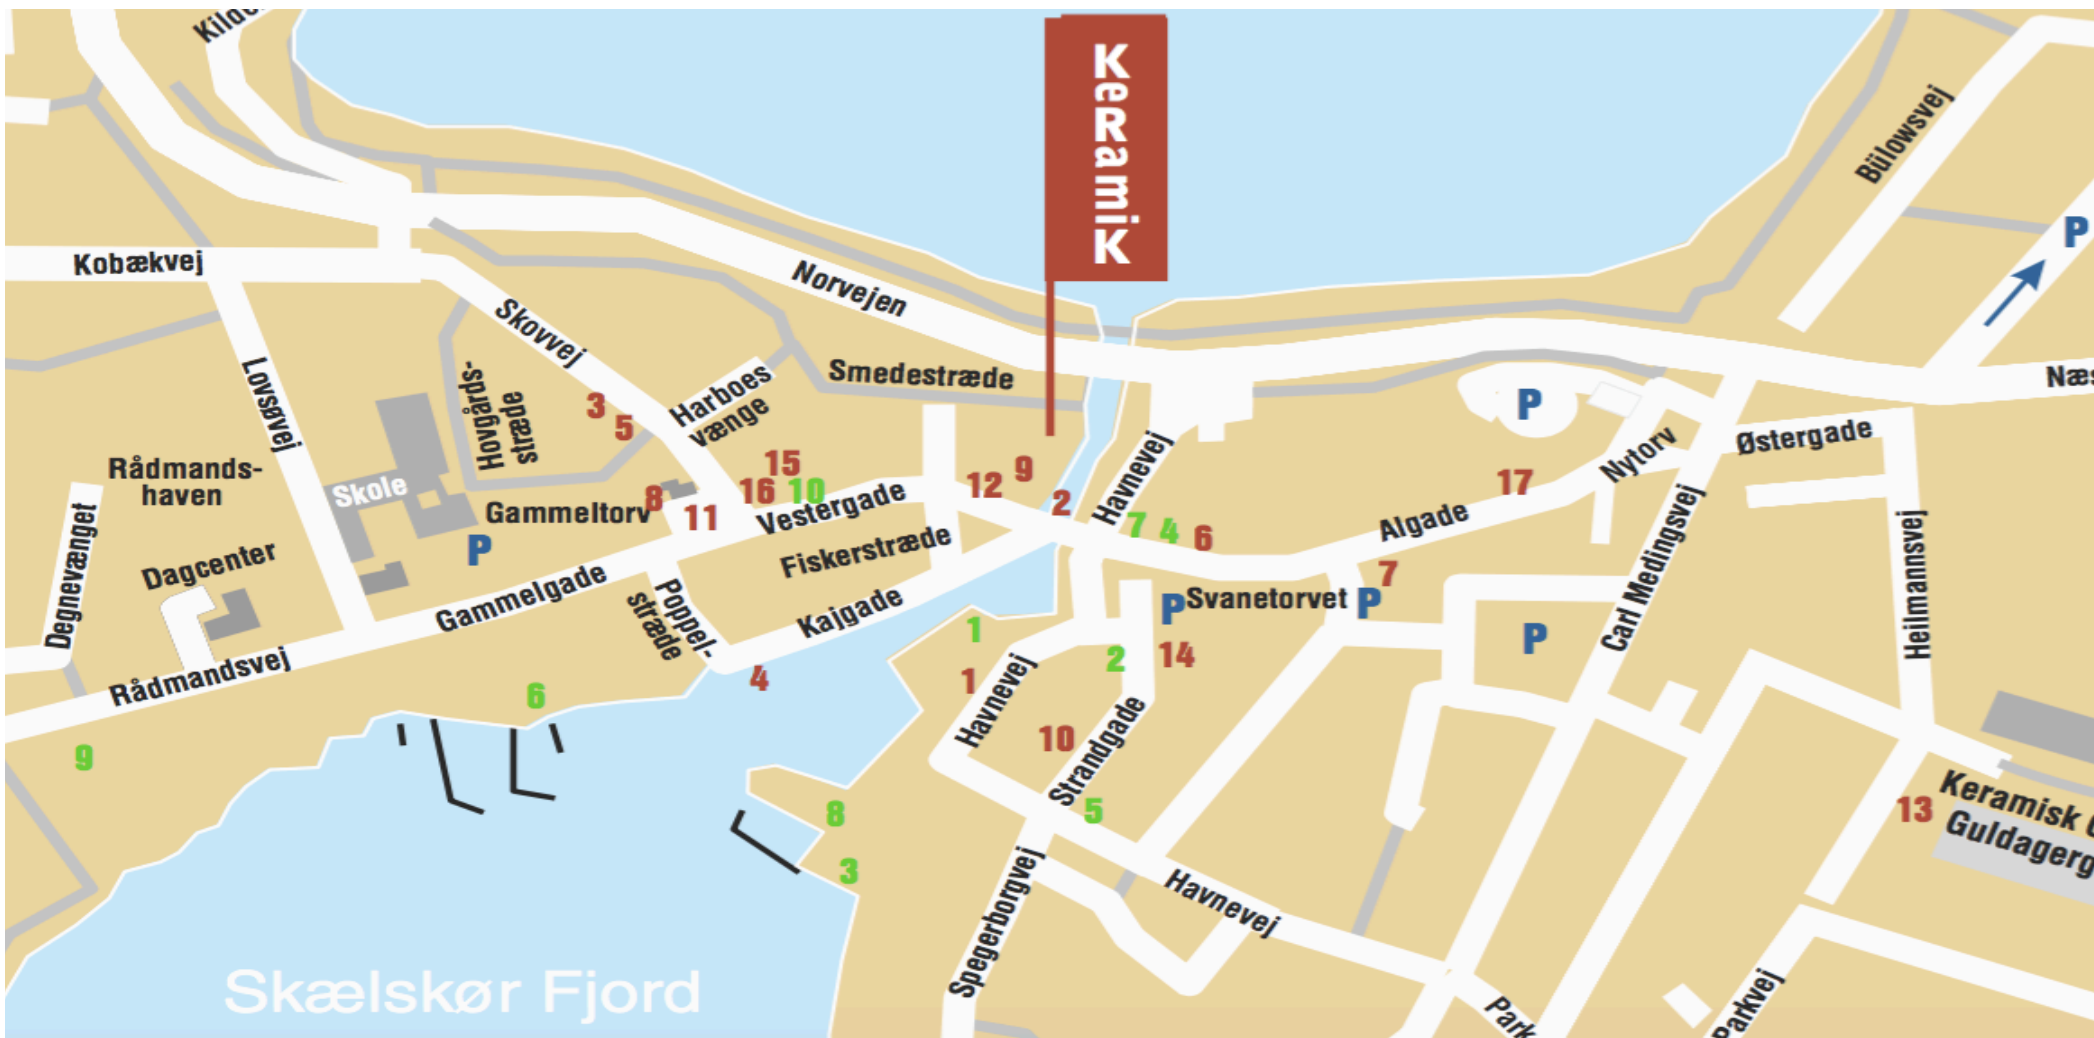 Kilde
KeRamiK
Bülowsvej
P
Kobækvej
Norvejen
Skovvej
Smedestræde
Næs
Lovsøvej
Hovgårds-
stræde
Harboes
vænge
3
5
P
Østergade
Nytorv
Rådmands-
haven
Skole
15
16
10
9
12
2
Havnevej
17
8
11
Gammeltorv
Vestergade
Algade
7
4
6
Fiskerstræde
P
Dagcenter
Degnevænget
Gammelgade
Poppel-
stræde
Kajgade
7
P
Svanetorvet
P
Carl Medingsvej
Heilmannsvej
P
1
2
14
1
4
Rådmandsvej
6
Havnevej
10
Strandgade
9
5
8
3
13
Keramisk
Guldagerg
Spegerborgvej
Havnevej
Skælskør Fjord
Park
Parkvej